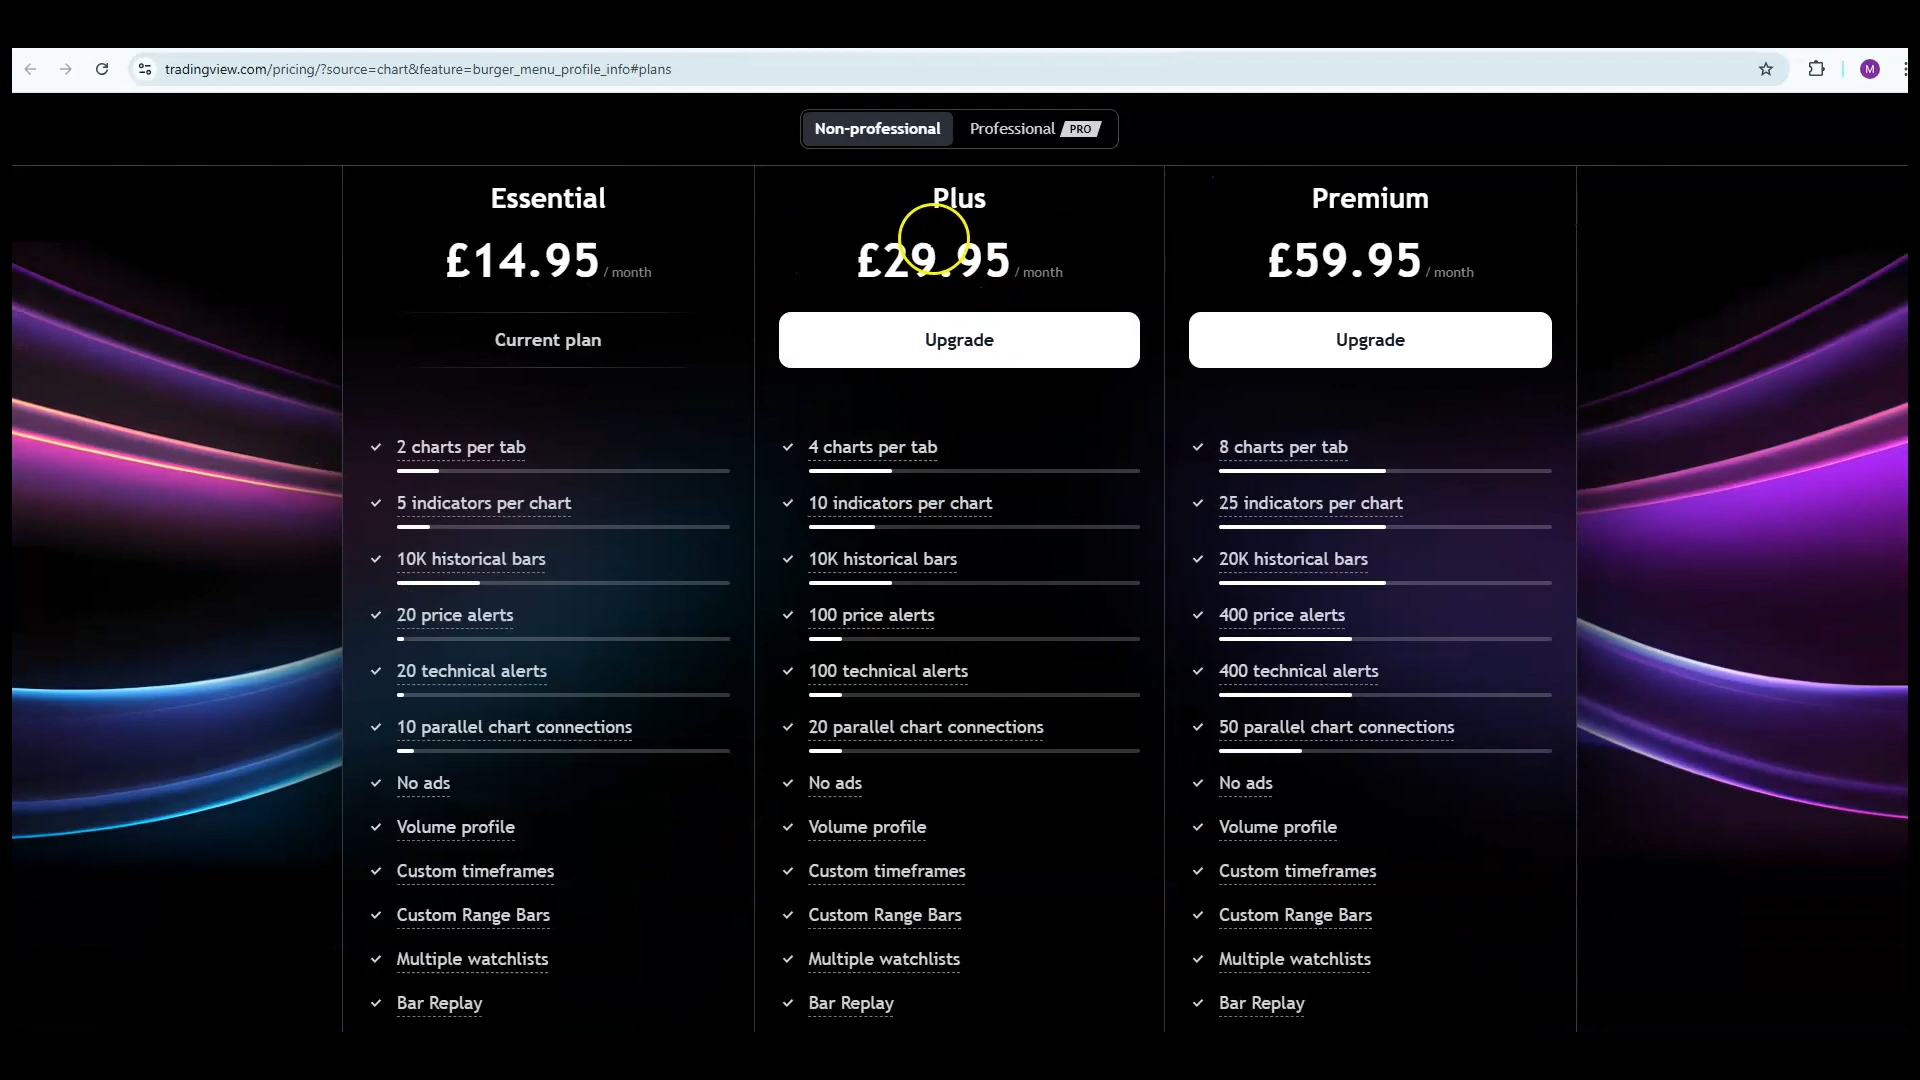 tradingview.com/pricing/?source=chart&feature=burger_menu_profile_info#plans
M
Non-professional
Professional PRO
Essential
£14.95 / month
Current plan
2 charts per tab
5 indicators per chart
10K historical bars
20 price alerts
20 technical alerts
10 parallel chart connections
No ads
Volume profile
Custom timeframes
Custom Range Bars
Multiple watchlists
Bar Replay
Plus
£29.95 / month
Upgrade
4 charts per tab
10 indicators per chart
10K historical bars
100 price alerts
100 technical alerts
20 parallel chart connections
No ads
Volume profile
Custom timeframes
Custom Range Bars
Multiple watchlists
Bar Replay
Premium
£59.95 / month
Upgrade
8 charts per tab
25 indicators per chart
20K historical bars
400 price alerts
400 technical alerts
50 parallel chart connections
No ads
Volume profile
Custom timeframes
Custom Range Bars
Multiple watchlists
Bar Replay